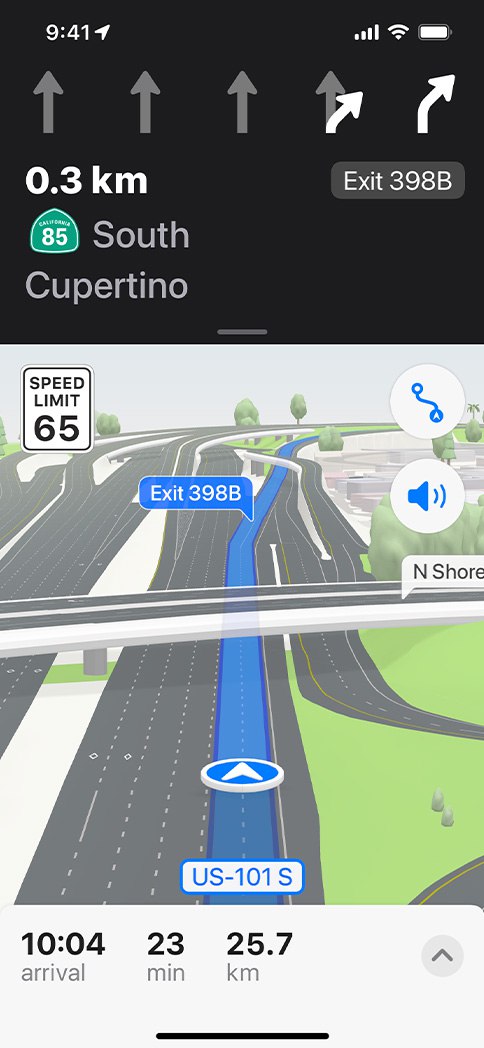 9:41
0.3 km
Exit 398B
CALIFORNIA
85
South
Cupertino
SPEED
LIMIT
65
Exit 398B
N Shore
US-101 S
10:04
arrival
23
min
25.7
km